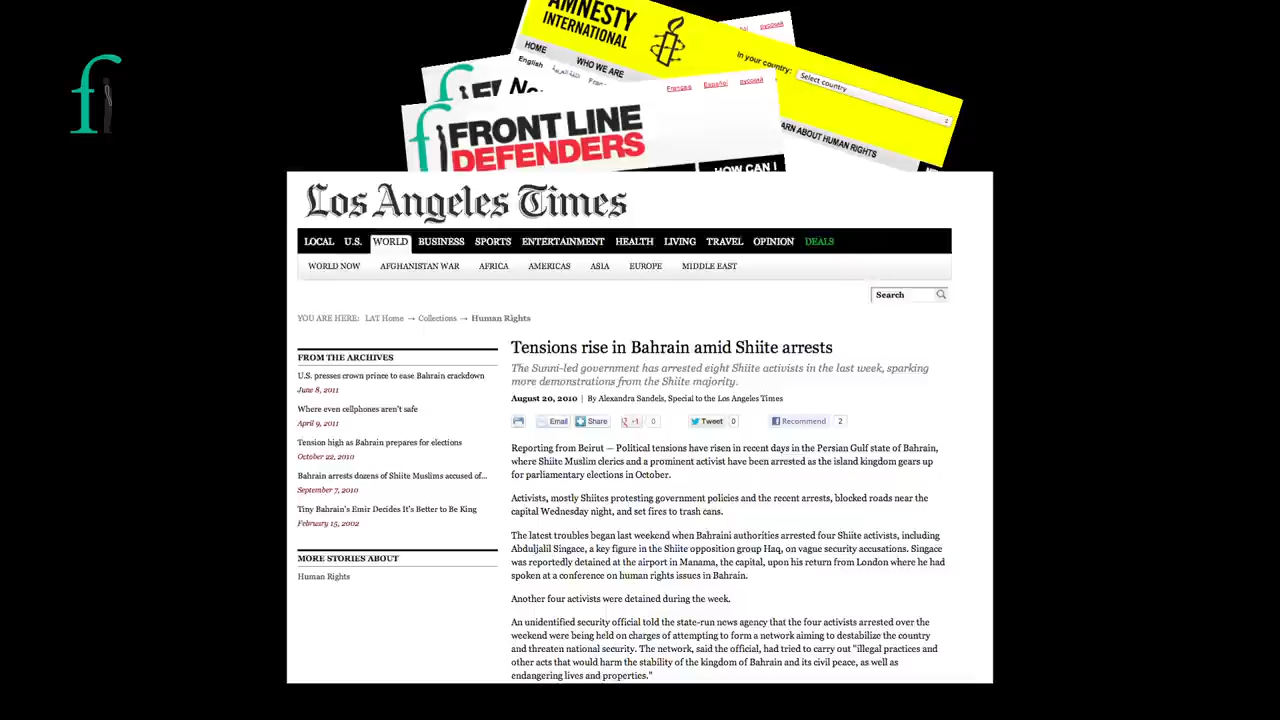 AMNESTY
INTERNATIONAL
HOME
WHO WE ARE
English
العربية
in your country:
Select country
русский
Français
Español
русский
FRONT LINE
DEFENDERS
ARN ABOUT HUMAN RIGHTS
HOW CAN I
Los Angeles Times
LOCAL U.S. WORLD BUSINESS SPORTS ENTERTAINMENT HEALTH LIVING TRAVEL OPINION DEALS
WORLD NOW AFGHANISTAN WAR AFRICA AMERICAS ASIA EUROPE MIDDLE EAST
Search
YOU ARE HERE: LAT Home → Collections → Human Rights
FROM THE ARCHIVES
U.S. presses crown prince to ease Bahrain crackdown
June 8, 2011
Where even cellphones aren't safe
April 9, 2011
Tension high as Bahrain prepares for elections
October 22, 2010
Bahrain arrests dozens of Shiite Muslims accused of...
September 7, 2010
Tiny Bahrain's Emir Decides It's Better to Be King
February 15, 2002
MORE STORIES ABOUT
Human Rights
Tensions rise in Bahrain amid Shiite arrests
The Sunni-led government has arrested eight Shiite activists in the last week, sparking
more demonstrations from the Shiite majority.
August 20, 2010 | By Alexandra Sandels, Special to the Los Angeles Times
Email Share +1 0 Tweet 0 Recommend 2
Reporting from Beirut — Political tensions have risen in recent days in the Persian Gulf state of Bahrain,
where Shiite Muslim clerics and a prominent activist have been arrested as the island kingdom gears up
for parliamentary elections in October.
Activists, mostly Shiites protesting government policies and the recent arrests, blocked roads near the
capital Wednesday night, and set fires to trash cans.
The latest troubles began last weekend when Bahraini authorities arrested four Shiite activists, including
Abduljalil Singace, a key figure in the Shiite opposition group Haq, on vague security accusations. Singace
was reportedly detained at the airport in Manama, the capital, upon his return from London where he had
spoken at a conference on human rights issues in Bahrain.
Another four activists were detained during the week.
An unidentified security official told the state-run news agency that the four activists arrested over the
weekend were being held on charges of attempting to form a network aiming to destabilize the country
and threaten national security. The network, said the official, had tried to carry out "illegal practices and
other acts that would harm the stability of the kingdom of Bahrain and its civil peace, as well as
endangering lives and properties."